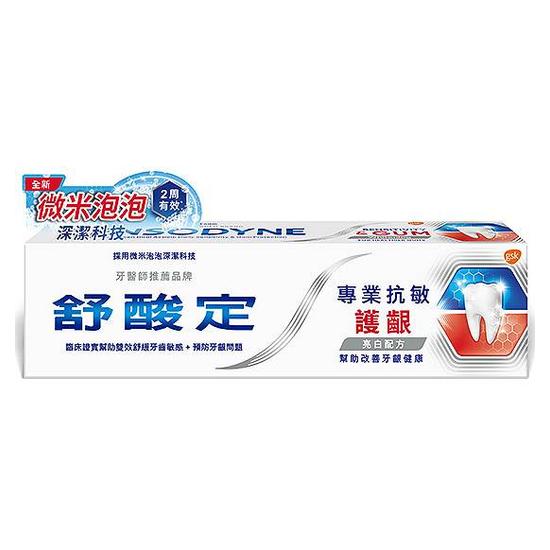 全新
微米泡泡
深潔科技
2周
有效
NSODYNE
SENSITIVITY
& GUM
採用微米泡泡深潔科技
牙醫師推薦品牌
舒酸定
臨床證實幫助雙效舒緩牙齒敏感+預防牙齦問題
專業抗敏
護齦
亮白配方
幫助改善牙齦健康
gsk